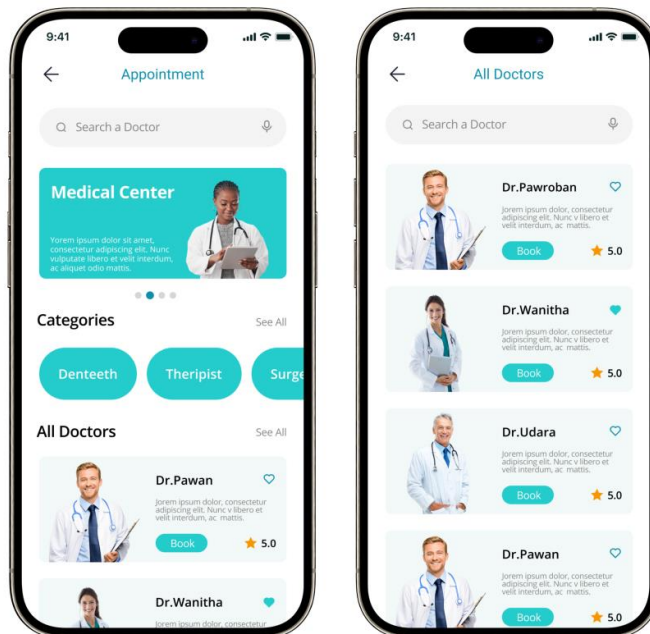 9:41
Appointment
Search a Doctor
Medical Center
Yorem ipsum dolor sit amet,
consectetur adipiscing elit. Nunc
vulputate libero et velit interdum,
ac aliquet odio mattis.
Categories
See All
Denteeth
Theripist
Surge
All Doctors
See All
Dr.Pawan
Jorem ipsum dolor, consectetur
adipiscing elit. Nunc v libero et
velit interdum, ac mattis.
Book
5.0
Dr.Wanitha
Jorem ipsum dolor, consectetur
9:41
All Doctors
Search a Doctor
Dr.Pawroban
Jorem ipsum dolor, consectetur
adipiscing elit. Nunc v libero et
velit interdum, ac mattis.
Book
5.0
Dr.Wanitha
Jorem ipsum dolor, consectetur
adipiscing elit. Nunc v libero et
velit interdum, ac mattis.
Book
5.0
Dr.Udara
Jorem ipsum dolor, consectetur
adipiscing elit. Nunc v libero et
velit interdum, ac mattis.
Book
5.0
Dr.Pawan
Jorem ipsum dolor, consectetur
adipiscing elit. Nunc v libero et
velit interdum, ac mattis.
Book
5.0